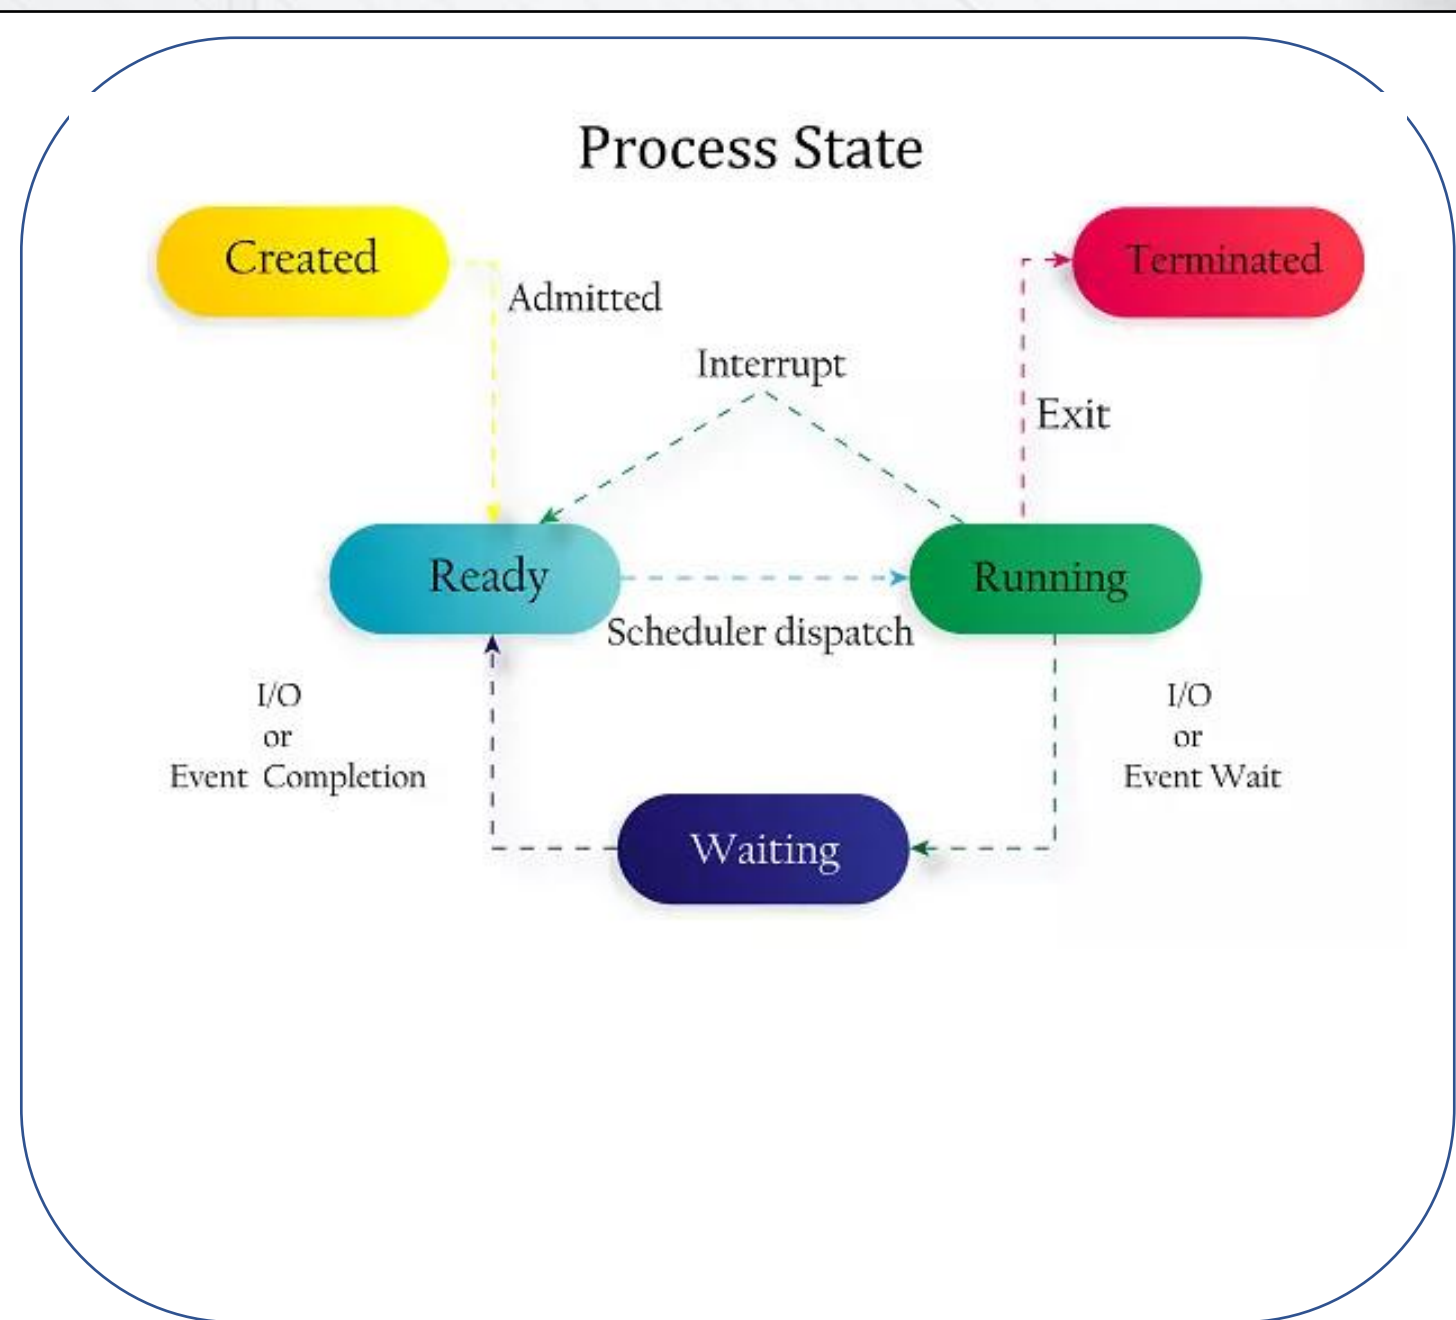 Process State
Created
Terminated
Admitted
Interrupt
Exit
Ready
Running
Scheduler dispatch
I/O
or
Event Completion
I/O
or
Event Wait
Waiting